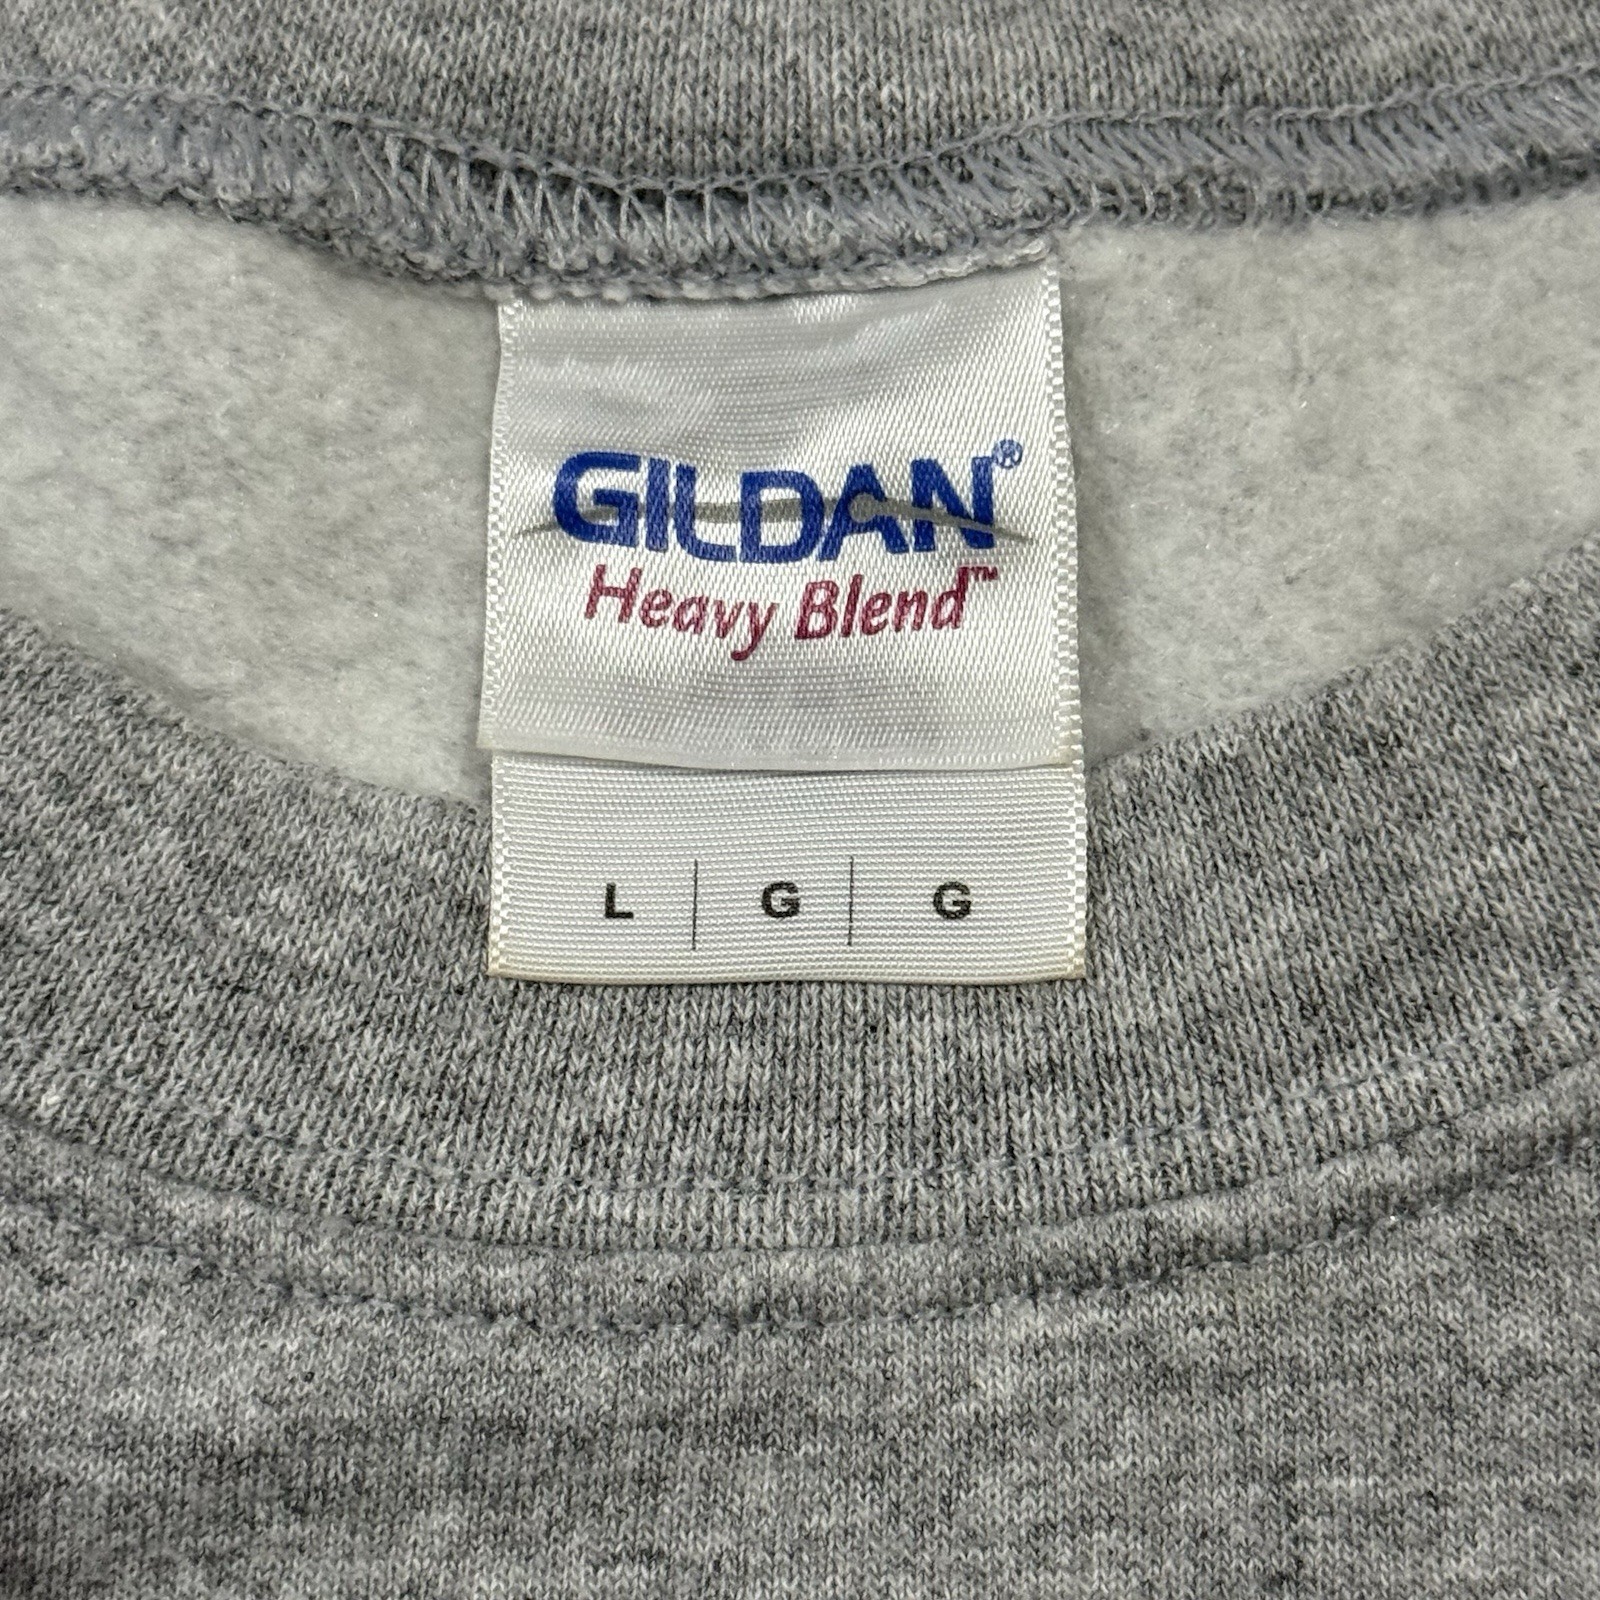 GILDAN®
Heavy Blend™
L | G | G